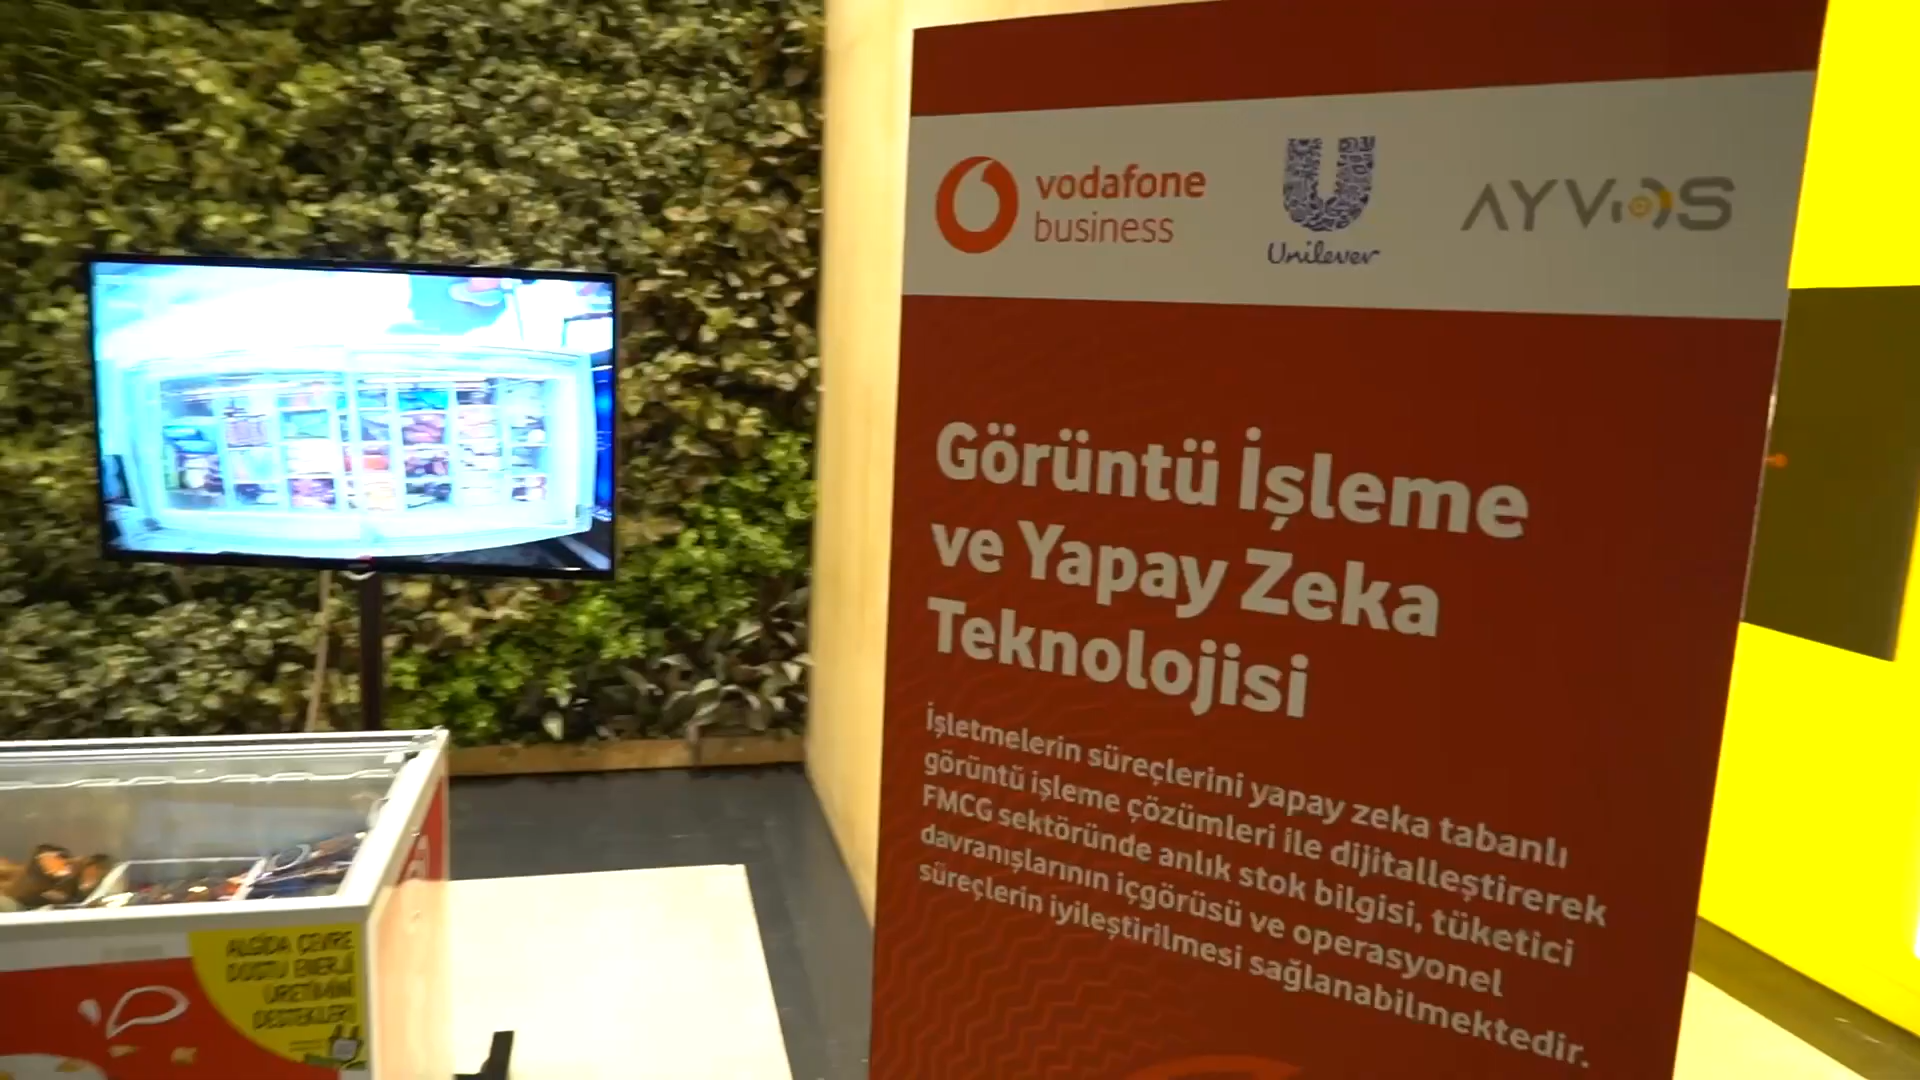 vodafone
business
Unilever
AYVOS
Görüntü İşleme
ve Yapay Zeka
Teknolojisi
İşletmelerin süreçlerini yapay zeka tabanlı
görüntü işleme çözümleri ile dijitalleştirerek
FMCG sektöründe anlık stok bilgisi, tüketici
davranışlarının içgörüsü ve operasyonel
süreçlerin iyileştirilmesi sağlanabilmektedir.
ALGİDA ÇEVRE
DOSTU ENERJİ
ÜRETİMİNİ
DESTEKLER!